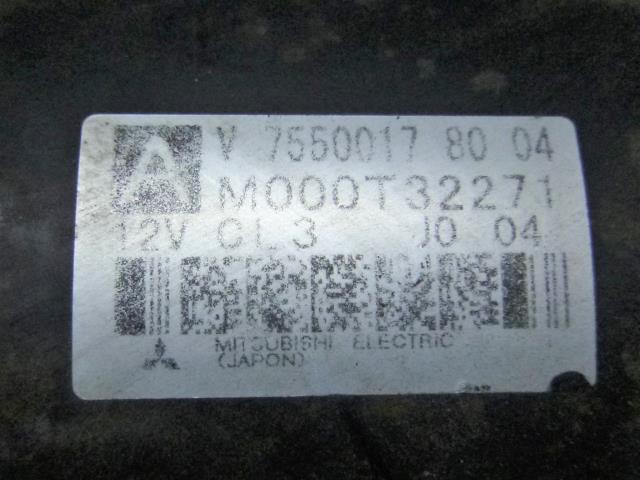 A V 7550017 80 04
M000T32271
12V CL3 J0 04
MITSUBISHI ELECTRIC
(JAPON)